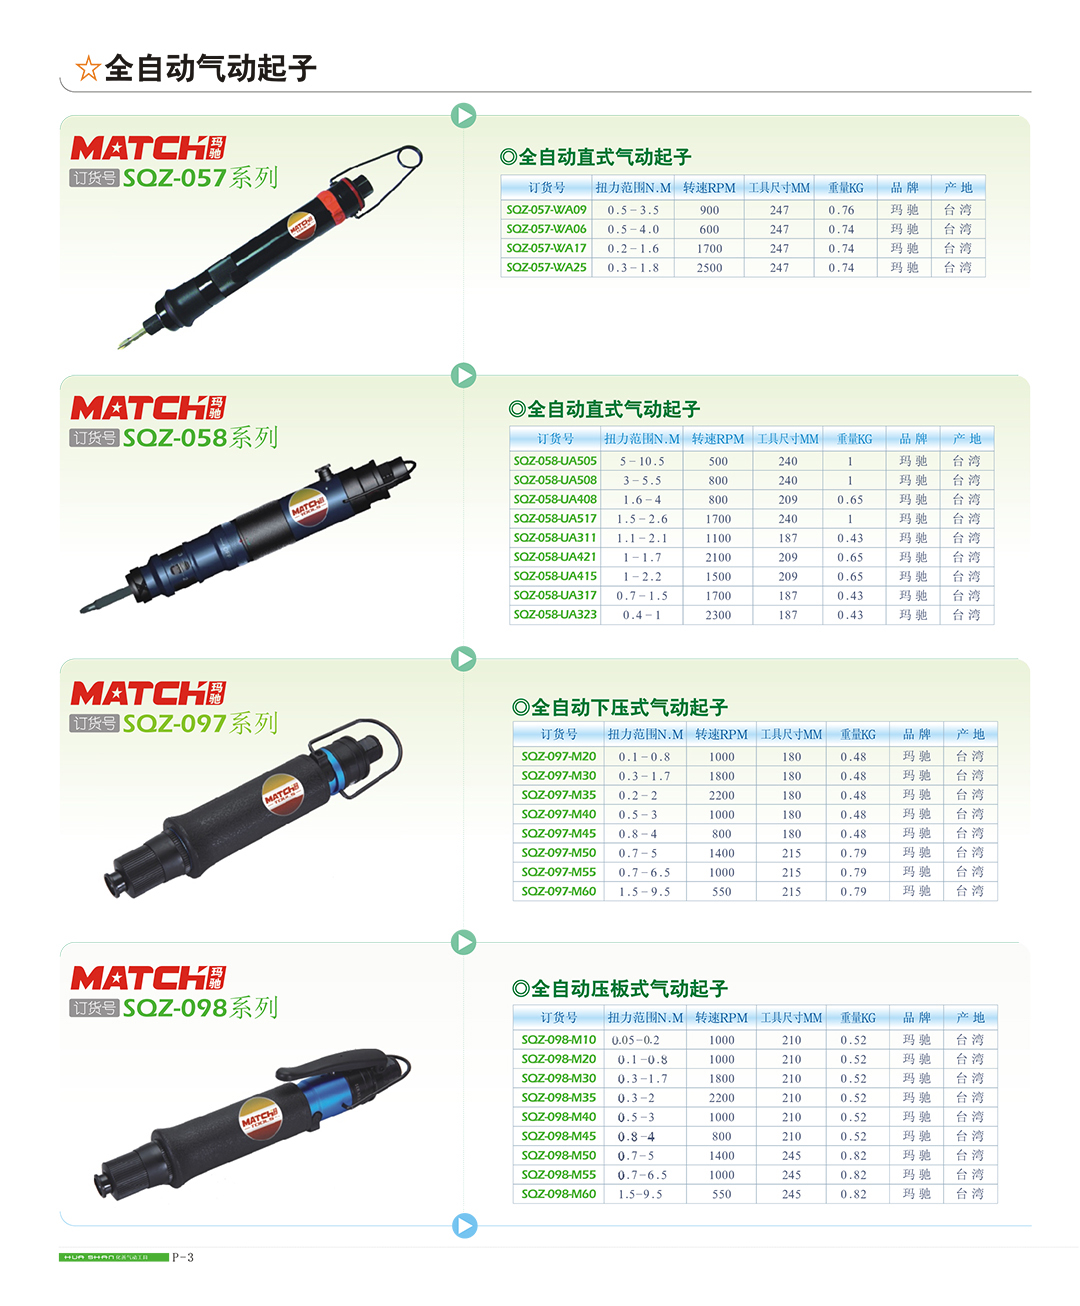 ☆全自动气动起子
MATCH 玛驰
订货号 SQZ-057系列
MATCH
TOOLS
◎全自动直式气动起子
订货号 扭力范围N.M 转速RPM 工具尺寸MM 重量KG 品牌 产地
SQZ-057-WA09 0.5-3.5 900 247 0.76 玛驰 台湾
SQZ-057-WA06 0.5-4.0 600 247 0.74 玛驰 台湾
SQZ-057-WA17 0.2-1.6 1700 247 0.74 玛驰 台湾
SQZ-057-WA25 0.3-1.8 2500 247 0.74 玛驰 台湾
MATCH 玛驰
订货号 SQZ-058系列
MATCH
TOOLS
◎全自动直式气动起子
订货号 扭力范围N.M 转速RPM 工具尺寸MM 重量KG 品牌 产地
SQZ-058-UA505 5-10.5 500 240 1 玛驰 台湾
SQZ-058-UA508 3-5.5 800 240 1 玛驰 台湾
SQZ-058-UA408 1.6-4 800 209 0.65 玛驰 台湾
SQZ-058-UA517 1.5-2.6 1700 240 1 玛驰 台湾
SQZ-058-UA311 1.1-2.1 1100 187 0.43 玛驰 台湾
SQZ-058-UA421 1-1.7 2100 209 0.65 玛驰 台湾
SQZ-058-UA415 1-2.2 1500 209 0.65 玛驰 台湾
SQZ-058-UA317 0.7-1.5 1700 187 0.43 玛驰 台湾
SQZ-058-UA323 0.4-1 2300 187 0.43 玛驰 台湾
MATCH 玛驰
订货号 SQZ-097系列
MATCH
TOOLS
◎全自动下压式气动起子
订货号 扭力范围N.M 转速RPM 工具尺寸MM 重量KG 品牌 产地
SQZ-097-M20 0.1-0.8 1000 180 0.48 玛驰 台湾
SQZ-097-M30 0.3-1.7 1800 180 0.48 玛驰 台湾
SQZ-097-M35 0.2-2 2200 180 0.48 玛驰 台湾
SQZ-097-M40 0.5-3 1000 180 0.48 玛驰 台湾
SQZ-097-M45 0.8-4 800 180 0.48 玛驰 台湾
SQZ-097-M50 0.7-5 1400 215 0.79 玛驰 台湾
SQZ-097-M55 0.7-6.5 1000 215 0.79 玛驰 台湾
SQZ-097-M60 1.5-9.5 550 215 0.79 玛驰 台湾
MATCH 玛驰
订货号 SQZ-098系列
MATCH
TOOLS
◎全自动压板式气动起子
订货号 扭力范围N.M 转速RPM 工具尺寸MM 重量KG 品牌 产地
SQZ-098-M10 0.05-0.2 1000 210 0.52 玛驰 台湾
SQZ-098-M20 0.1-0.8 1000 210 0.52 玛驰 台湾
SQZ-098-M30 0.3-1.7 1800 210 0.52 玛驰 台湾
SQZ-098-M35 0.3-2 2200 210 0.52 玛驰 台湾
SQZ-098-M40 0.5-3 1000 210 0.52 玛驰 台湾
SQZ-098-M45 0.8-4 800 210 0.52 玛驰 台湾
SQZ-098-M50 0.7-5 1400 245 0.82 玛驰 台湾
SQZ-098-M55 0.7-6.5 1000 245 0.82 玛驰 台湾
SQZ-098-M60 1.5-9.5 550 245 0.82 玛驰 台湾
HUA SHAN 气动工具 P-3